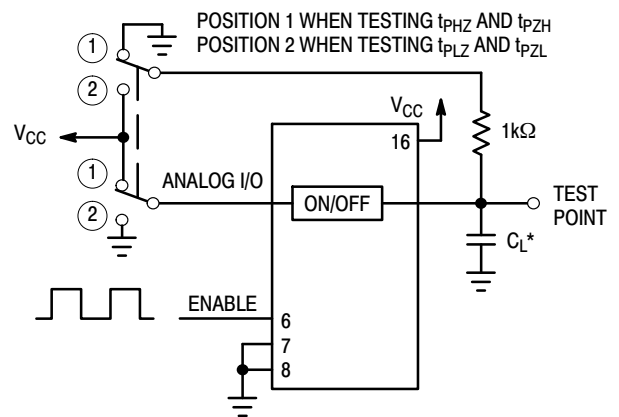 POSITION 1 WHEN TESTING tPHZ AND tPZH
POSITION 2 WHEN TESTING tPLZ AND tPZL
1
2
VCC
VCC
16
1kΩ
1
ANALOG I/O
ON/OFF
TEST
POINT
2
CL*
ENABLE
6
7
8